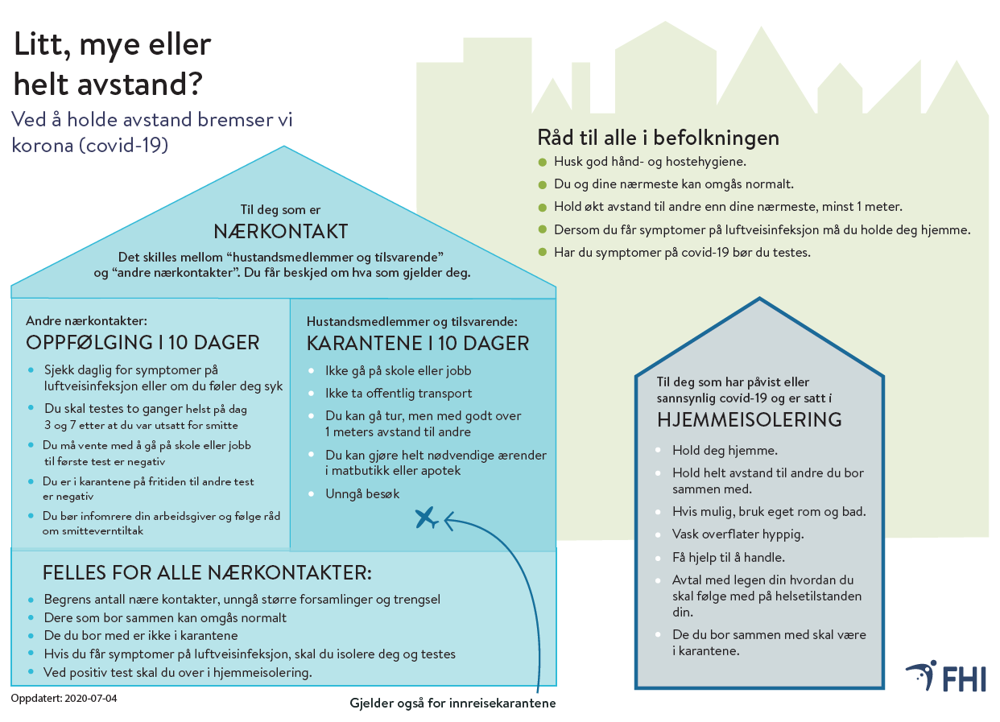 Litt, mye eller
helt avstand?
Ved å holde avstand bremser vi
korona (covid-19)
Råd til alle i befolkningen
Husk god hånd- og hostehygiene.
Du og dine nærmeste kan omgås normalt.
Hold økt avstand til andre enn dine nærmeste, minst 1 meter.
Dersom du får symptomer på luftveisinfeksjon må du holde deg hjemme.
Har du symptomer på covid-19 bør du testes.
Til deg som er
NÆRKONTAKT
Det skilles mellom “hustandsmedlemmer og tilsvarende”
og “andre nærkontakter”. Du får beskjed om hva som gjelder deg.
Andre nærkontakter:
OPPFØLGING I 10 DAGER
Sjekk daglig for symptomer på
luftveisinfeksjon eller om du føler deg syk
Du skal testes to ganger helst på dag
3 og 7 etter at du var utsatt for smitte
Du må vente med å gå på skole eller jobb
til første test er negativ
Du er i karantene på fritiden til andre test
er negativ
Du bør infomrere din arbeidsgiver og følge råd
om smitteverntiltak
Hustandsmedlemmer og tilsvarende:
KARANTENE I 10 DAGER
Ikke gå på skole eller jobb
Ikke ta offentlig transport
Du kan gå tur, men med godt over
1 meters avstand til andre
Du kan gjøre helt nødvendige ærender
i matbutikk eller apotek
Unngå besøk
FELLES FOR ALLE NÆRKONTAKTER:
Begrens antall nære kontakter, unngå større forsamlinger og trengsel
Dere som bor sammen kan omgås normalt
De du bor med er ikke i karantene
Hvis du får symptomer på luftveisinfeksjon, skal du isolere deg og testes
Ved positiv test skal du over i hjemmeisolering.
Oppdatert: 2020-07-04
Gjelder også for innreisekarantene
Til deg som har påvist eller
sannsynlig covid-19 og er satt i
HJEMMEISOLERING
Hold deg hjemme.
Hold helt avstand til andre du bor
sammen med.
Hvis mulig, bruk eget rom og bad.
Vask overflater hyppig.
Få hjelp til å handle.
Avtal med legen din hvordan du
skal følge med på helsetilstanden
din.
De du bor sammen med skal være
i karantene.
FHI